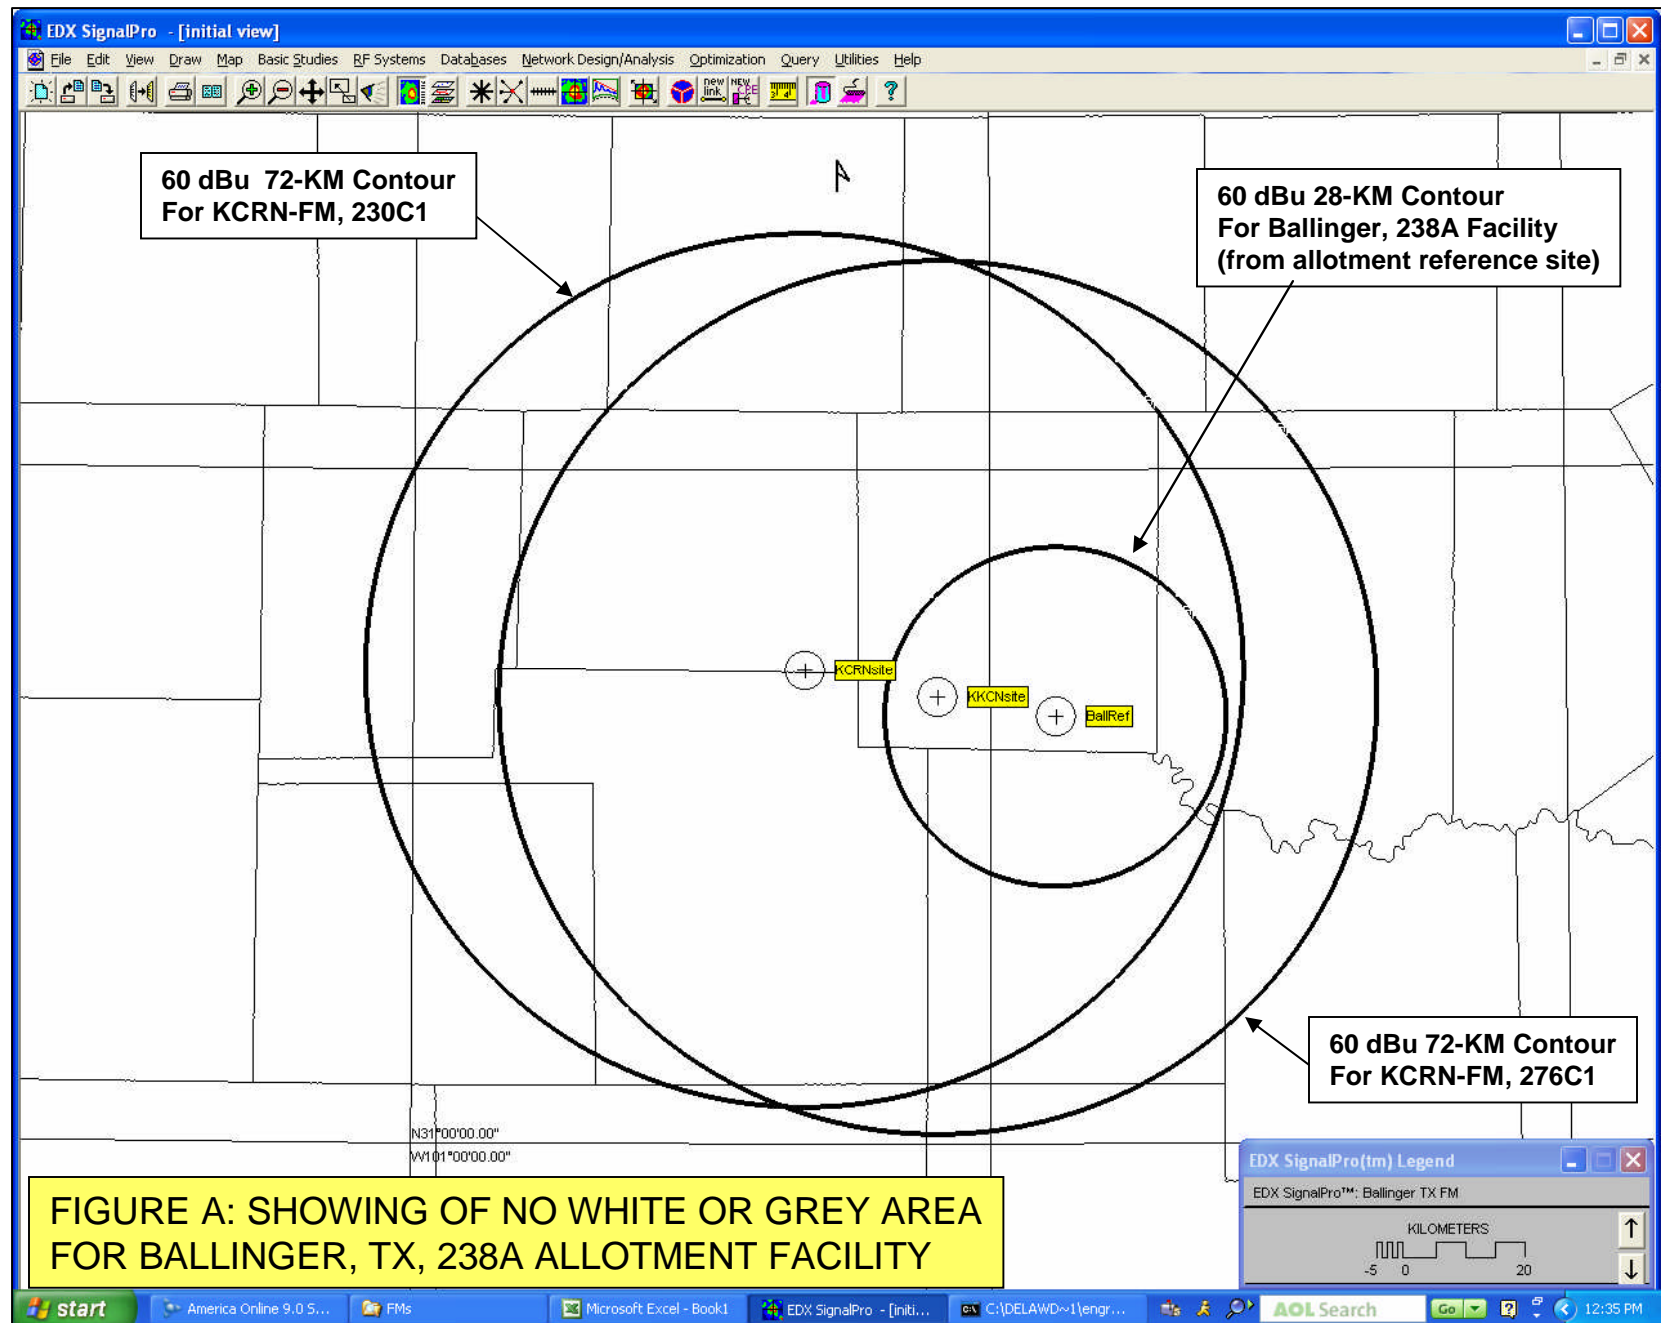 EDX SignalPro - [initial view]
File Edit View Draw Map Basic Studies RF Systems Databases Network Design/Analysis Optimization Query Utilities Help
new link
NEW CPE
60 dBu 72-KM Contour
For KCRN-FM, 230C1
60 dBu 28-KM Contour
For Ballinger, 238A Facility
(from allotment reference site)
KCRNsite
KKCNsite
BallRef
60 dBu 72-KM Contour
For KCRN-FM, 276C1
N31°00'00.00"
W101°00'00.00"
EDX SignalPro(tm) Legend
EDX SignalPro™: Ballinger TX FM
KILOMETERS
-5 0 20
FIGURE A: SHOWING OF NO WHITE OR GREY AREA
FOR BALLINGER, TX, 238A ALLOTMENT FACILITY
start
America Online 9.0 S...
FMs
Microsoft Excel - Book1
EDX SignalPro - [initi...
C:\DELAWD~1\engr...
AOL Search
Go
12:35 PM